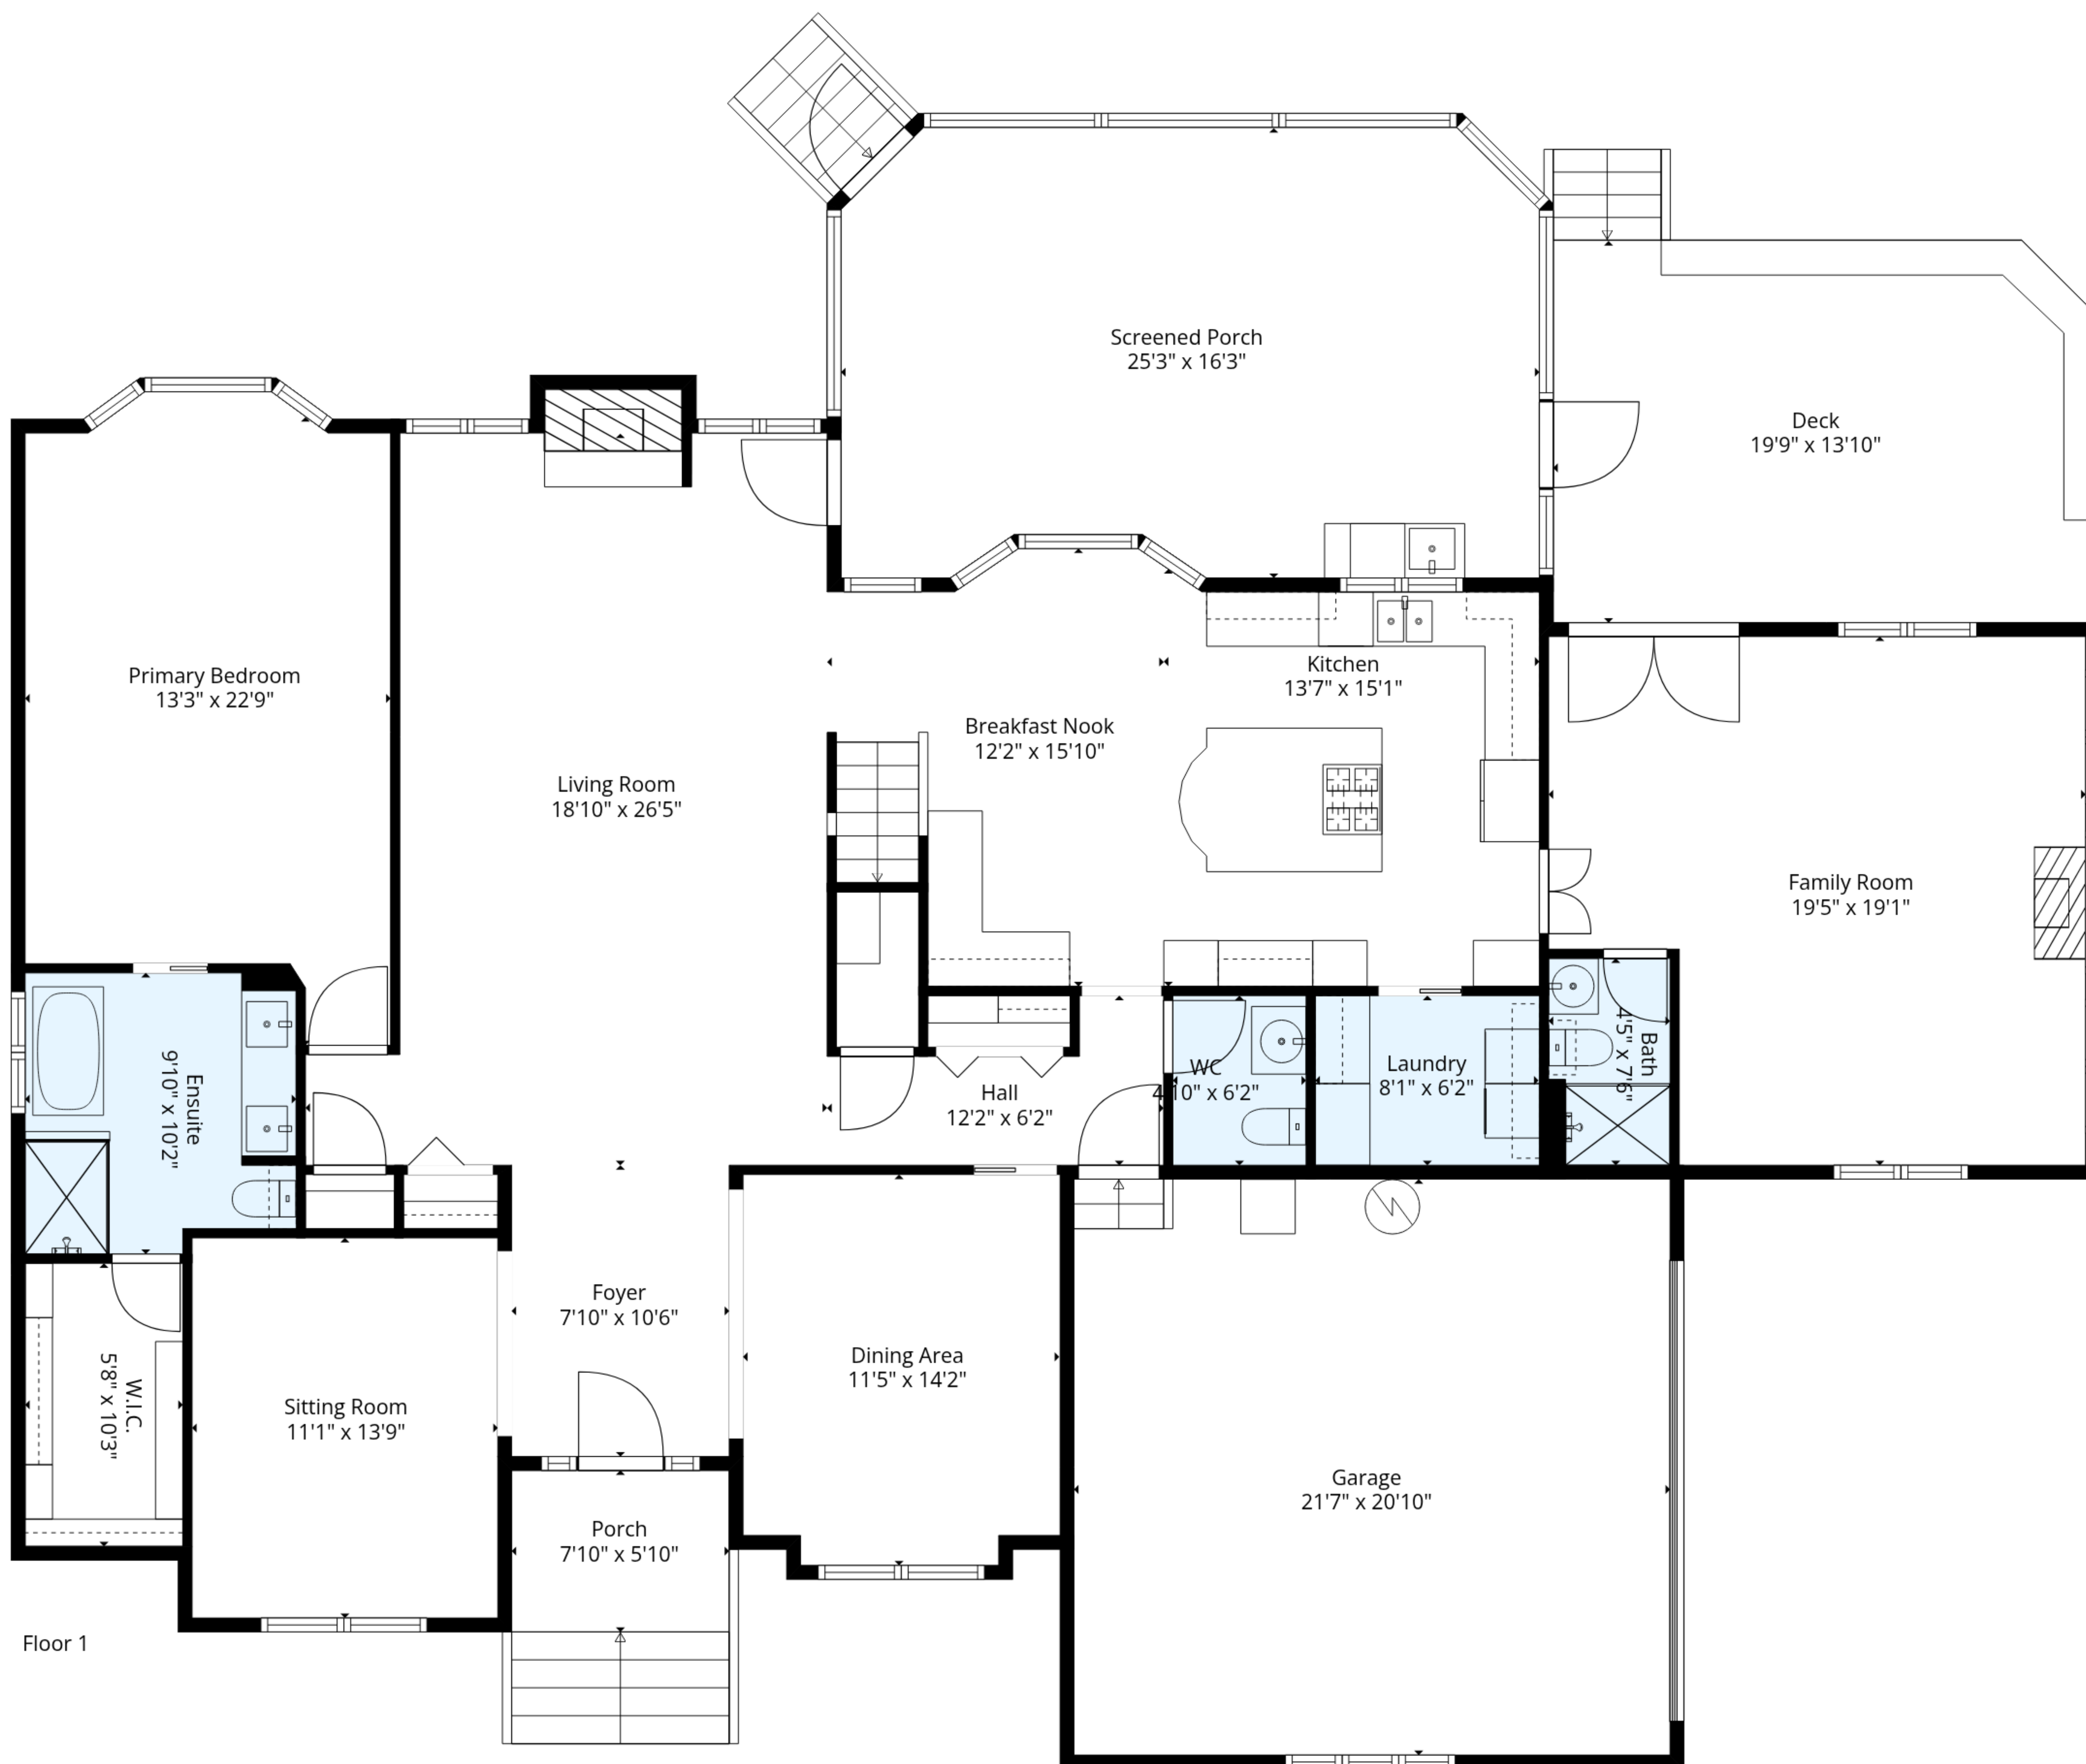 Screened Porch
25'3" x 16'3"
Deck
19'9" x 13'10"
Primary Bedroom
13'3" x 22'9"
Kitchen
13'7" x 15'1"
Breakfast Nook
12'2" x 15'10"
Living Room
18'10" x 26'5"
Family Room
19'5" x 19'1"
Ensuite
9'10" x 10'2"
Hall
12'2" x 6'2"
WC
4'10" x 6'2"
Laundry
8'1" x 6'2"
Bath
4'5" x 7'6"
Foyer
7'10" x 10'6"
Dining Area
11'5" x 14'2"
W.I.C.
5'8" x 10'3"
Sitting Room
11'1" x 13'9"
Garage
21'7" x 20'10"
Porch
7'10" x 5'10"
Floor 1